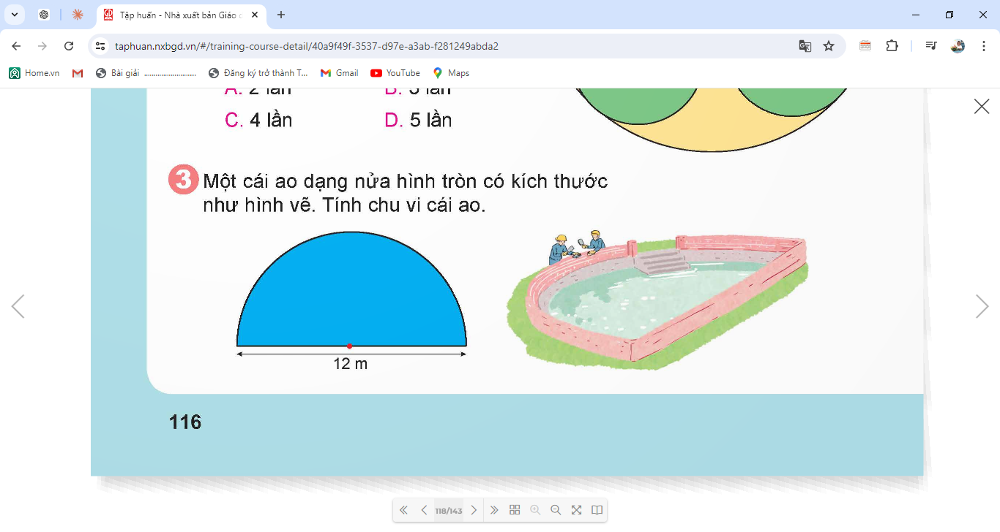 Tập huấn - Nhà xuất bản Giáo
taphuan.nxbgd.vn/#/training-course-detail/40a9f49f-3537-d97e-a3ab-f281249abda2
Home.vn
Bài giải ..........................
Đăng ký trở thành T...
Gmail
YouTube
Maps
A. 2 lần B. 3 lần
C. 4 lần D. 5 lần
3 Một cái ao dạng nửa hình tròn có kích thước
như hình vẽ. Tính chu vi cái ao.
12 m
116
118/143